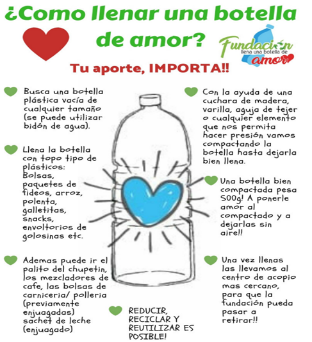 ¿Como llenar una botella
de amor?
Fundación
llena una botella de
amor
Tu aporte, IMPORTA!!
Busca una botella
plástica vacía de
cualquier tamaño
(se puede utilizar
bidón de agua).
Llena la botella
con topo tipo de
plásticos:
Bolsas,
paquetes de
fideos, arroz,
polenta,
galletitas,
snacks,
envoltorios de
golosinas etc.
Ademas puede ir el
palito del chupetin,
los mezcladores de
cafe, las bolsas de
carniceria/ polleria
(previamente
enjuagados)
sachet de leche
(enjuagado)
Con la ayuda de una
cuchara de madera,
varilla, aguja de tejer
o cualquier elemento
que nos permita
hacer presión vamos
compactando la
botella hasta dejarla
bien llena.
Una botella bien
compactada pesa
500g! A ponerle
amor al
compactado y a
dejarlas sin
aire!!
Una vez llenas
las llevamos al
centro de acopio
mas cercano,
para que la
fundación pueda
pasar a
retirar!!
REDUCIR,
RECICLAR Y
REUTILIZAR ES
POSIBLE!